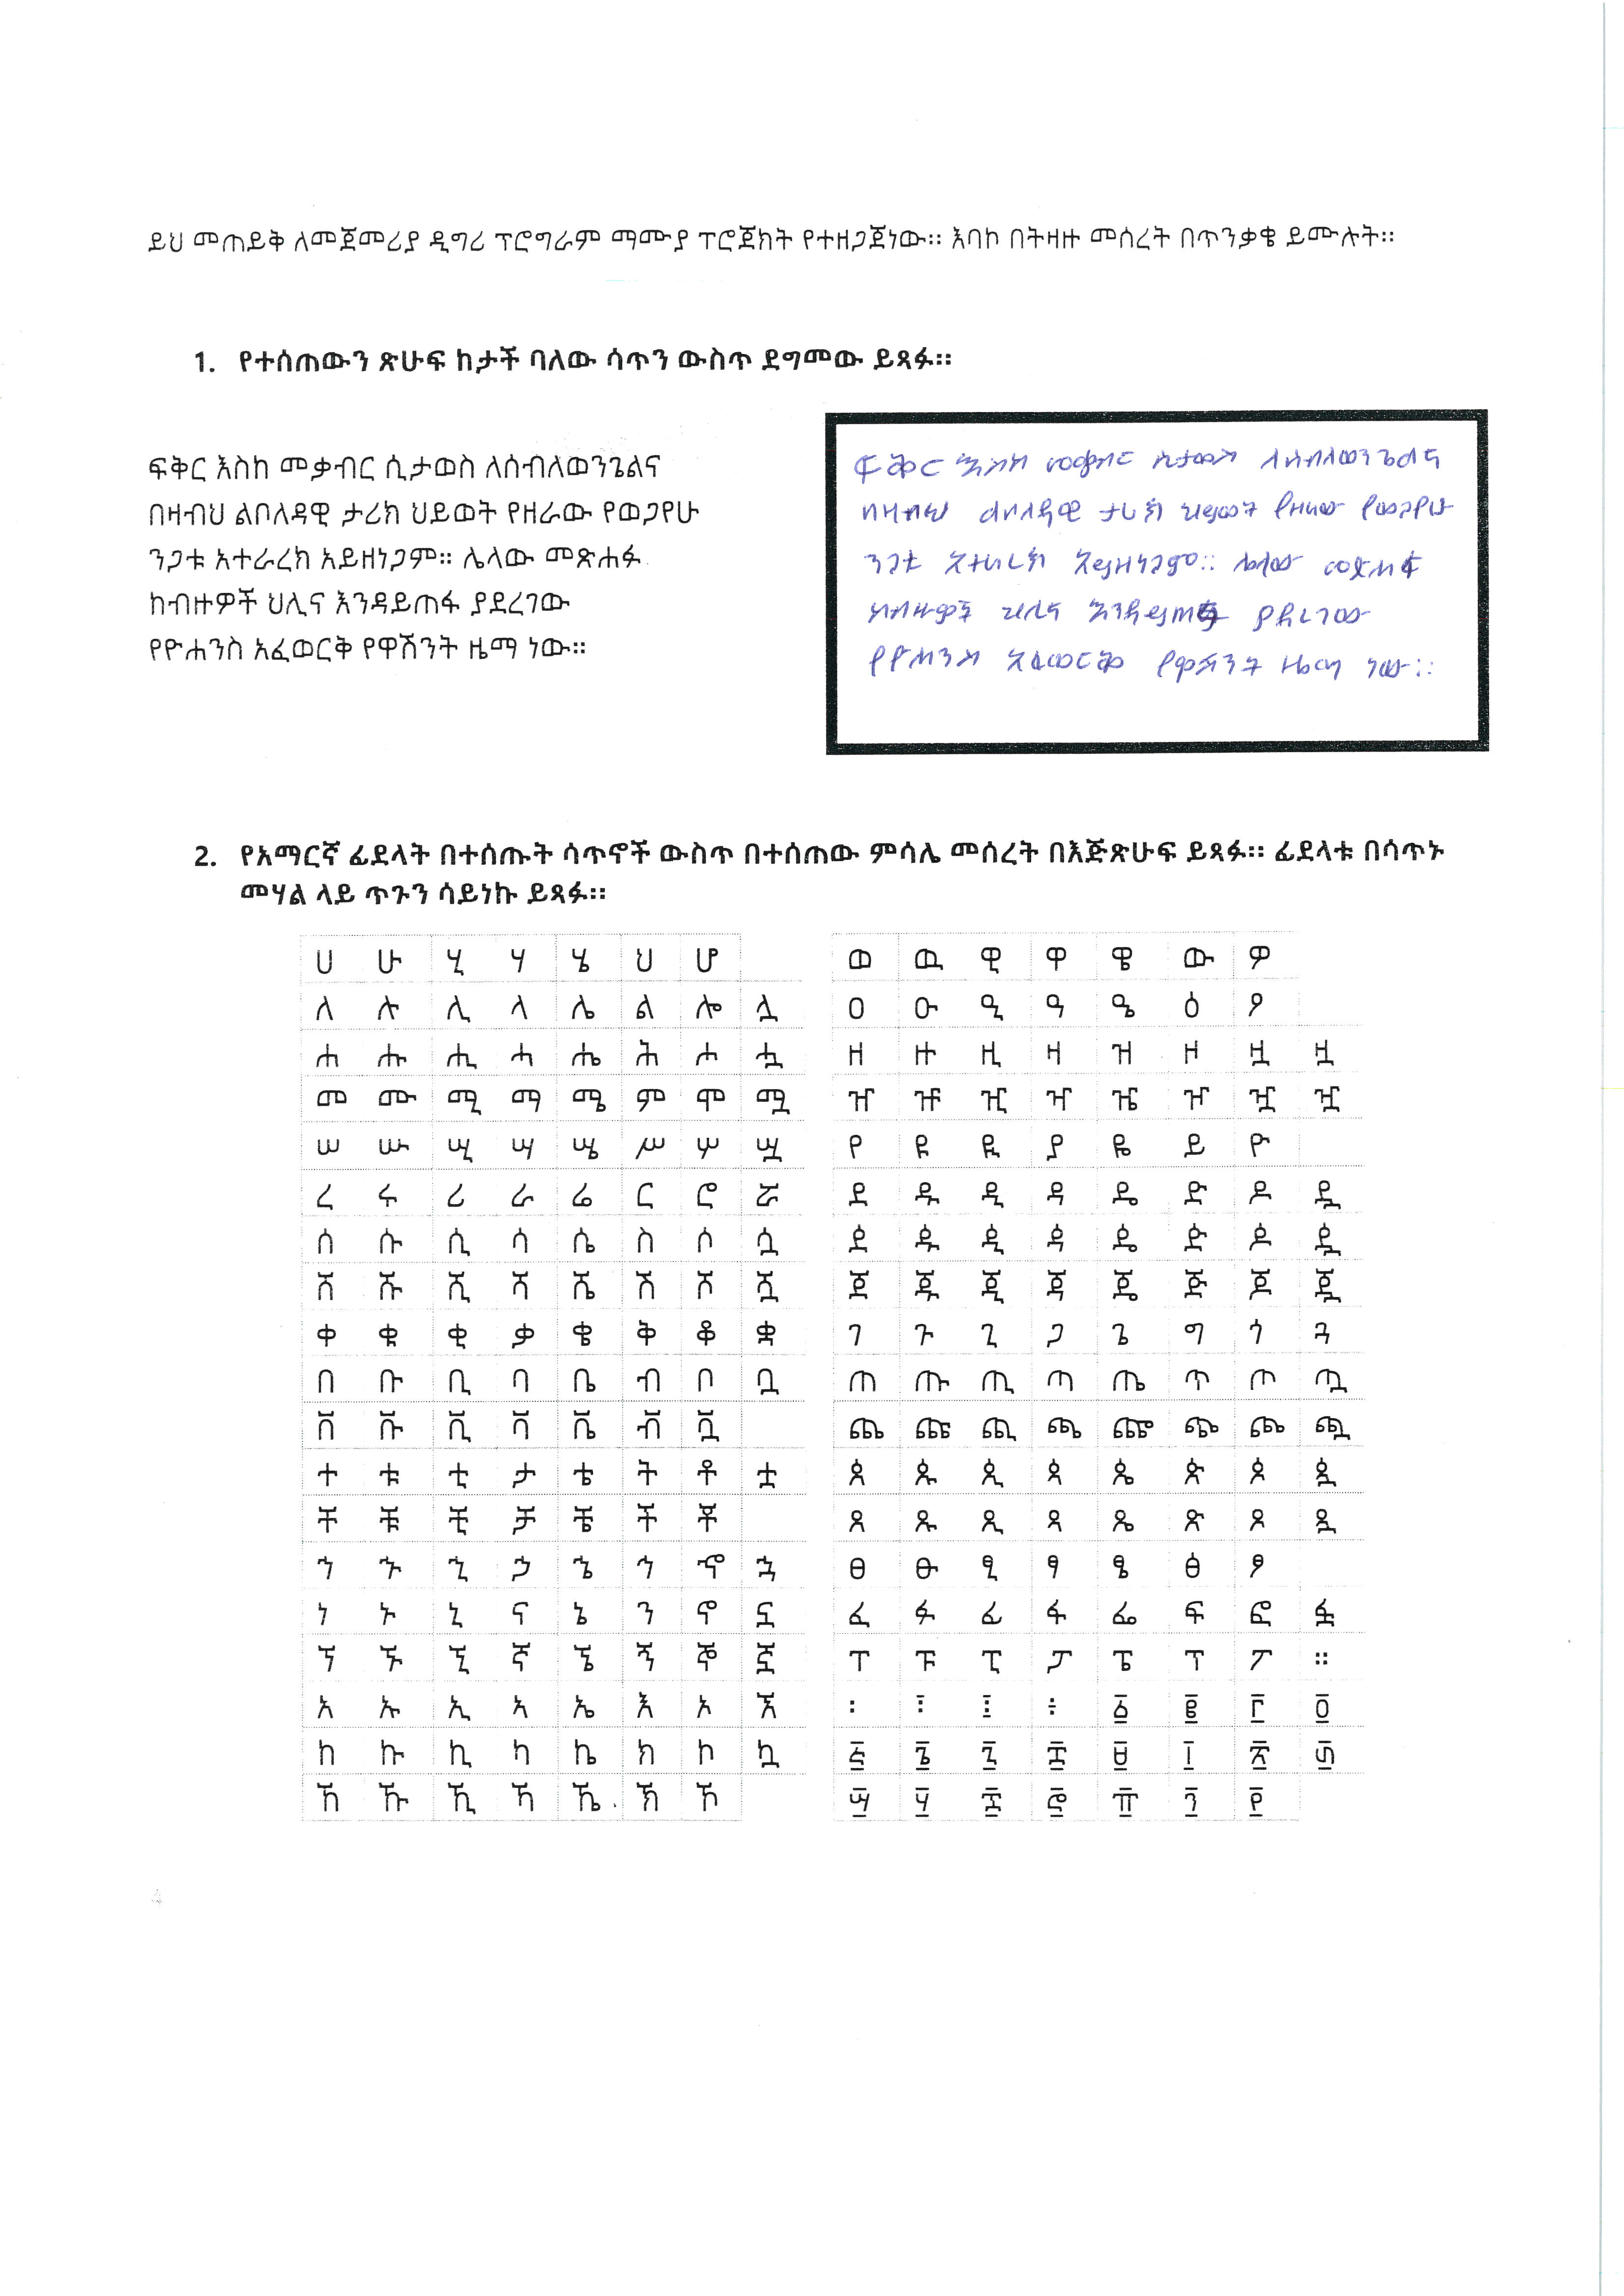 ይህ መጠይቅ ለመጀመሪያ ዲግሪ ፕሮግራም ማሙያ ፕሮጀክት የተዘጋጀነው። እባኮ በትዛዙ መሰረት በጥንቃቄ ይሙሉት።
1. የተሰጠውን ጽሁፍ ከታች ባለው ሳጥን ውስጥ ደግመው ይጻፉ።
ፍቅር እስከ መቃብር ሲታወስ ለሰብለወንጌልና
በዛብህ ልበለዳዊ ታሪክ ህይወት የዘራው የወጋየሁ
ንጋቱ አተራረክ አይዘነጋም። ሌላው መጽሐፉ
ከብዙዎች ህሊና እንዳይጠፋ ያደረገው
የዮሐንስ አፈወርቅ የዋሽንት ዜማ ነው።
ፍቅር እስከ መቃብር ሲታወስ ለሰብለወንጌልና
በዛብህ ልበለዳዊ ታሪክ ህይወት የዘራው የወጋየሁ
ንጋቱ አተራረክ አይዘነጋም። ሌላው መጽሐፉ
ከብዙዎች ህሊና እንዳይጠፋ ያደረገው
የዮሐንስ አፈወርቅ የዋሽንት ዜማ ነው።
2. የአማርኛ ፊደላት በተሰጡት ሳጥኖች ውስጥ በተሰጠው ምሳሌ መሰረት በእጅጽሁፍ ይጻፉ። ፊደላቱ በሳጥኑ
መሃል ላይ ጥጉን ሳይነኩ ይጻፉ።
ሀ ሁ ሂ ሃ ሄ ህ ሆ ወ ዉ ዊ ዋ ዌ ው ዎ
ለ ሉ ሊ ላ ሌ ል ሎ ሏ ዐ ዑ ዒ ዓ ዔ ዕ ዖ
ሐ ሑ ሒ ሓ ሔ ሕ ሖ ሗ ዘ ዙ ዚ ዛ ዝ ዞ ዟ ዟ
መ ሙ ሚ ማ ሜ ም ሞ ሟ ዠ ዡ ዢ ዣ ዤ ዦ ዧ ዧ
ሠ ሡ ሢ ሣ ሤ ሥ ሦ ሧ የ ዩ ዪ ያ ዬ ይ ዮ
ረ ሩ ሪ ራ ሬ ር ሮ ሯ ደ ዱ ዲ ዳ ዴ ድ ዶ ዷ
ሰ ሱ ሲ ሳ ሴ ስ ሶ ሷ ዸ ዹ ዺ ዻ ዼ ዽ ዾ ዿ
ሸ ሹ ሺ ሻ ሼ ሽ ሾ ሿ ጀ ጁ ጂ ጃ ጄ ጅ ጆ ጇ
ቀ ቁ ቂ ቃ ቄ ቅ ቆ ቋ ገ ጉ ጊ ጋ ጌ ግ ጎ ጓ
በ ቡ ቢ ባ ቤ ብ ቦ ቧ ጠ ጡ ጢ ጣ ጤ ጥ ጦ ጧ
ቨ ቩ ቪ ቫ ቬ ቭ ቯ ጨ ጩ ጪ ጫ ጬ ጭ ጮ ጯ
ተ ቱ ቲ ታ ቴ ት ቶ ቷ ጰ ጱ ጲ ጳ ጴ ጵ ጶ ጷ
ቸ ቹ ቺ ቻ ቼ ች ቾ ጸ ጹ ጺ ጻ ጼ ጽ ጾ ጿ
ኀ ኁ ኂ ኃ ኄ ኅ ኆ ኋ ፀ ፁ ፂ ፃ ፄ ፅ ፆ
ነ ኑ ኒ ና ኔ ን ኖ ኗ ፈ ፉ ፊ ፋ ፌ ፍ ፎ ፏ
ኘ ኙ ኚ ኛ ኜ ኝ ኞ ኟ ፐ ፑ ፒ ፓ ፔ ፕ ፖ ።
አ ኡ ኢ ኣ ኤ እ ኦ ኧ ፡ ፣ ፤ ÷ ፩ ፪ ፫ ፬
ከ ኩ ኪ ካ ኬ ክ ኮ ኳ ፭ ፮ ፯ ፰ ፱ ፲ ፳ ፴
ኸ ኹ ኺ ኻ ኼ ኽ ኾ ፵ ፶ ፷ ፸ ፹ ፺ ፻